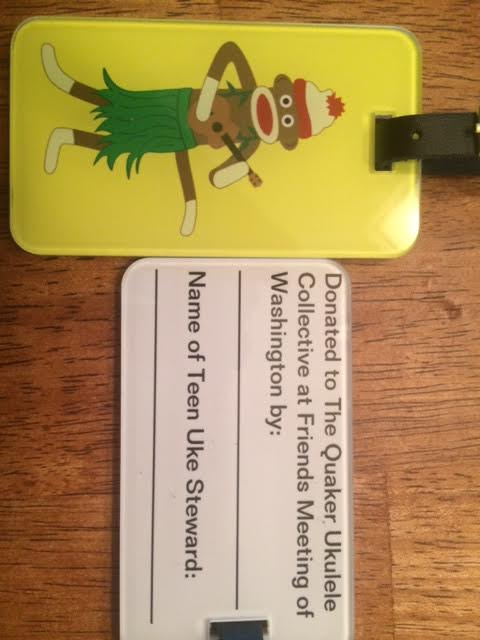 Donated to The Quaker Ukulele
Collective at Friends Meeting of
Washington by:
Name of Teen Uke Steward: